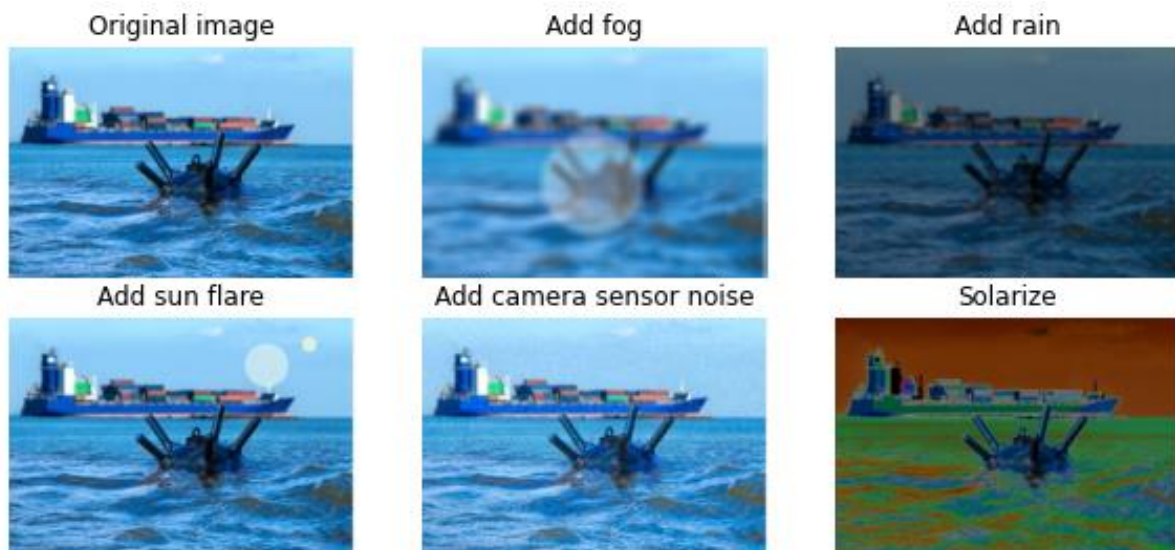 Original image
Add fog
Add rain
Add sun flare
Add camera sensor noise
Solarize